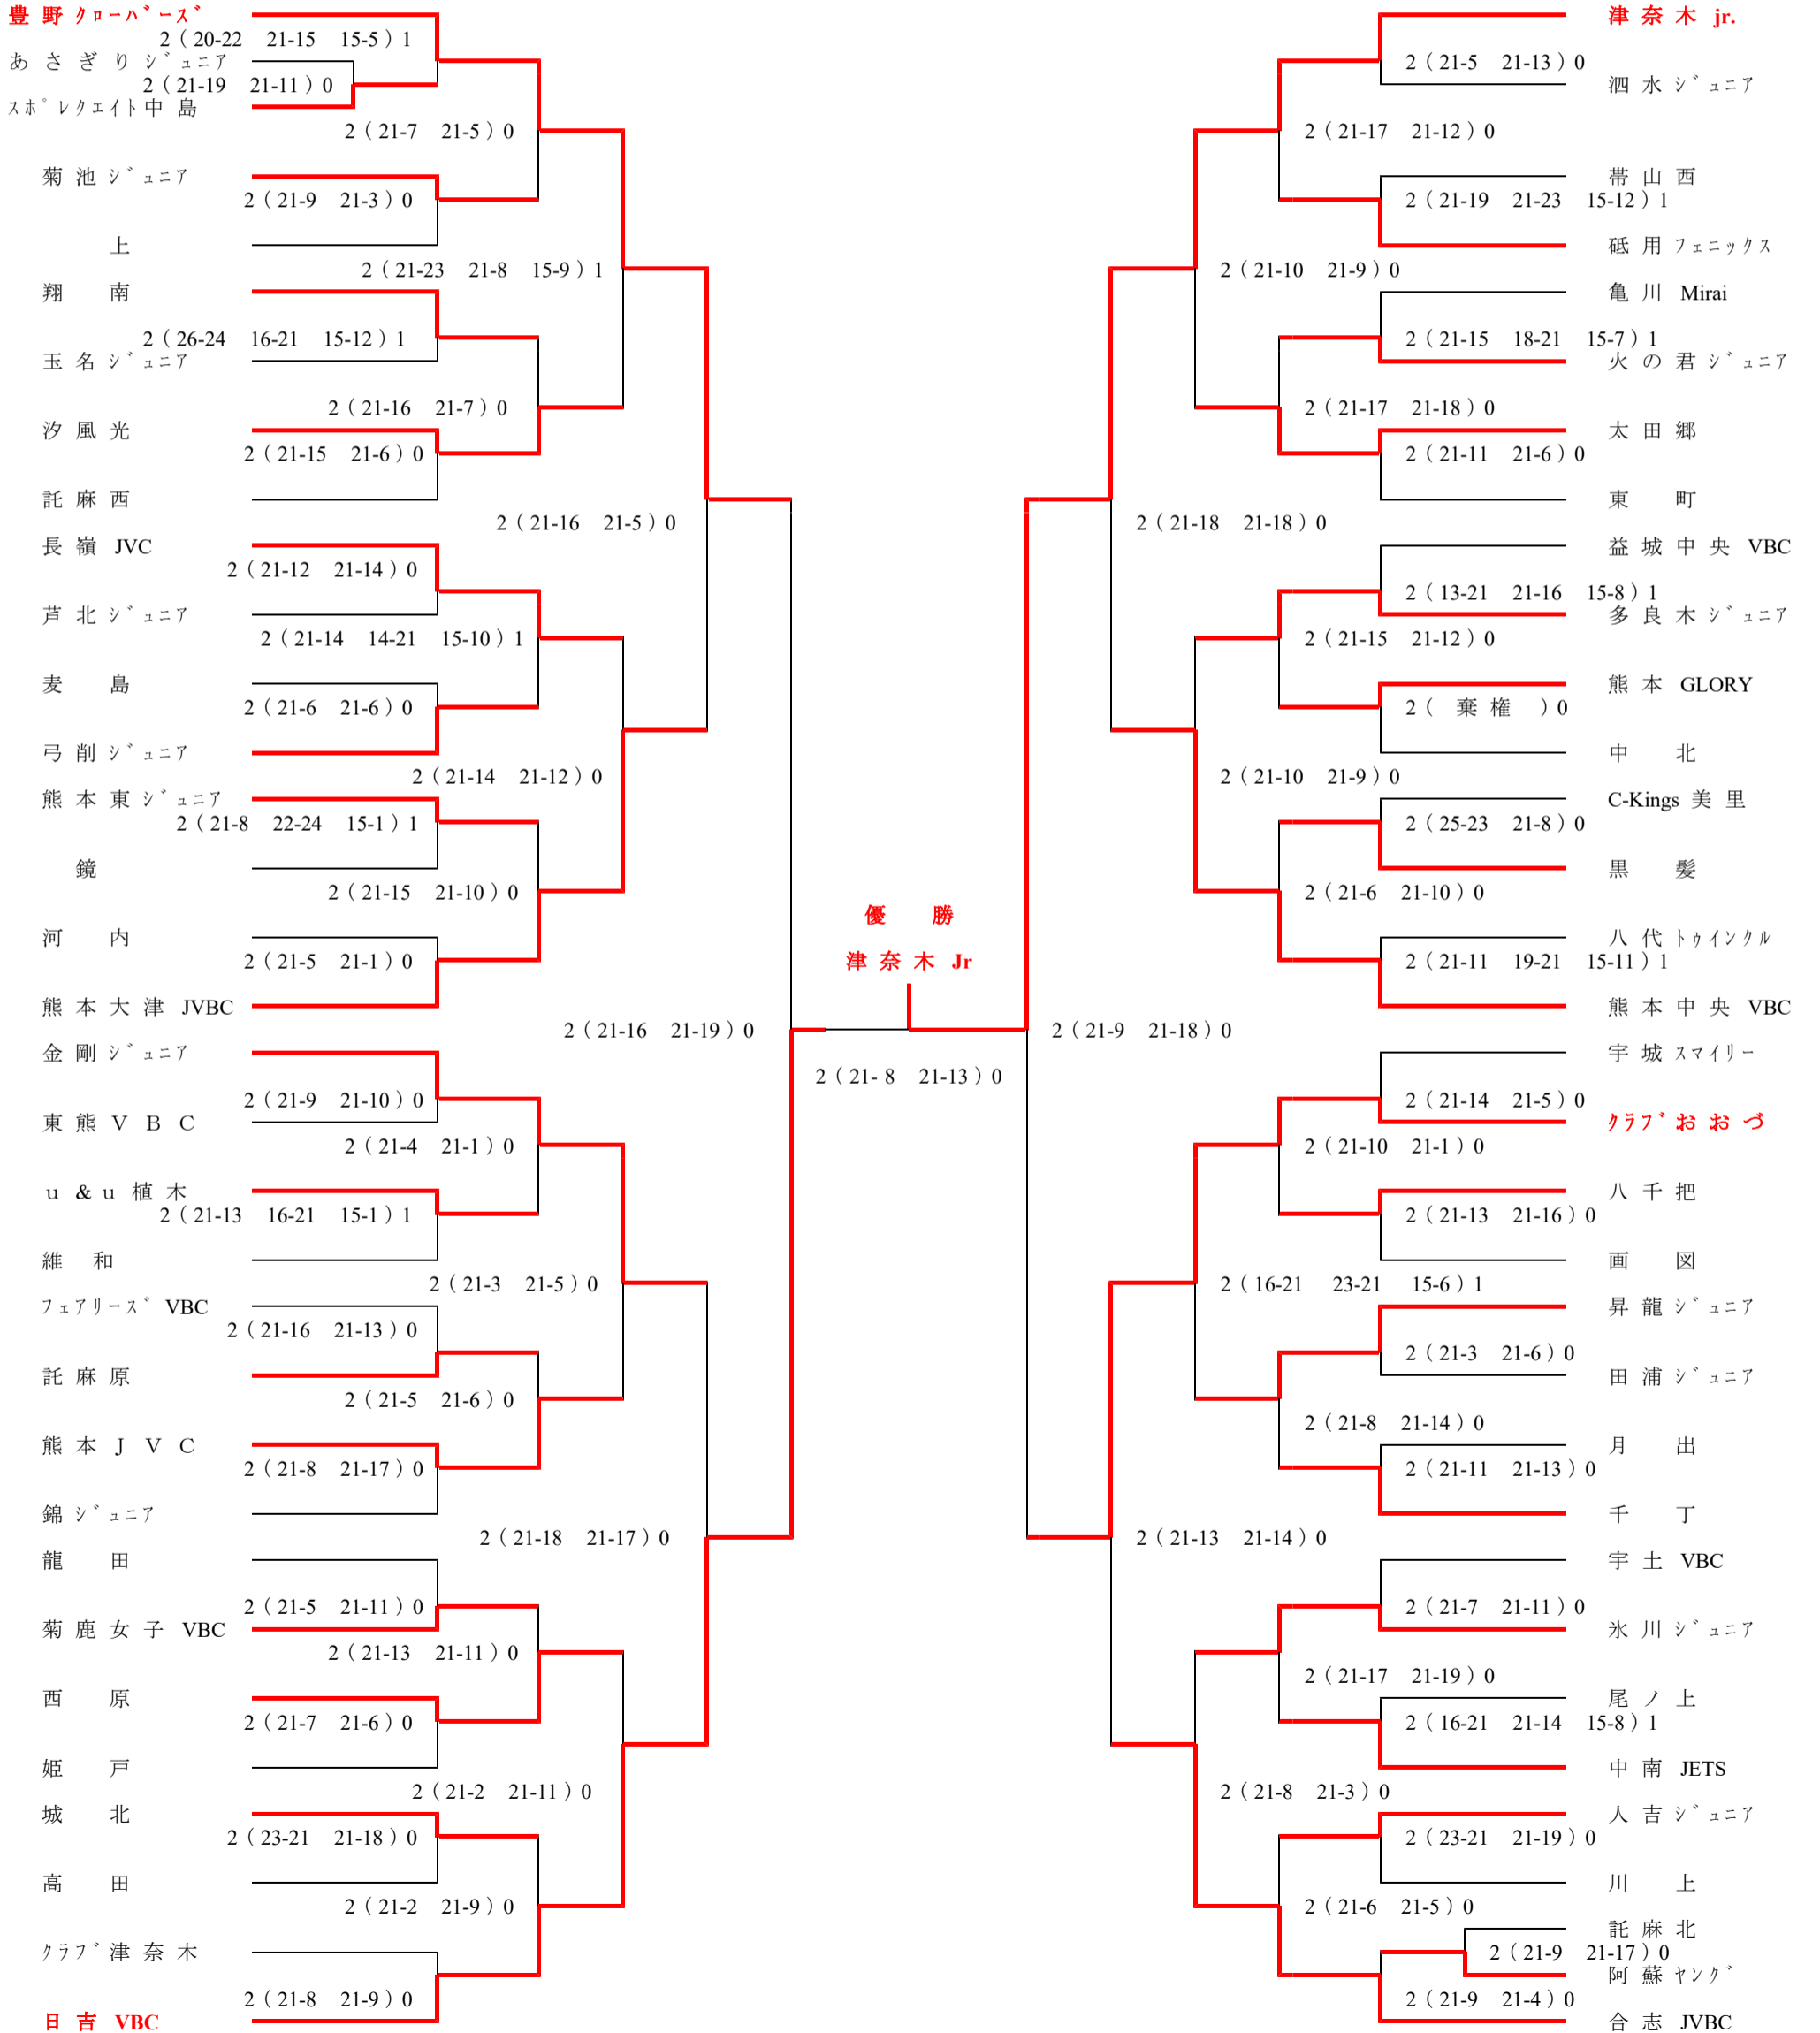 豊野クローバーズ
2(20-22 21-15 15-5)1
あさぎりジュニア
2(21-19 21-11)0
スポレクエイト中島
2(21-7 21-5)0
菊池ジュニア
2(21-9 21-3)0
上
2(21-23 21-8 15-9)1
翔南
2(26-24 16-21 15-12)1
玉名ジュニア
2(21-16 21-7)0
汐風光
2(21-15 21-6)0
託麻西
2(21-16 21-5)0
長嶺 JVC
2(21-12 21-14)0
芦北ジュニア
2(21-14 14-21 15-10)1
麦島
2(21-6 21-6)0
弓削ジュニア
2(21-14 21-12)0
熊本東ジュニア
2(21-8 22-24 15-1)1
鏡
2(21-15 21-10)0
河内
2(21-5 21-1)0
熊本大津 JVBC
2(21-16 21-19)0
金剛ジュニア
2(21-9 21-10)0
東熊VBC
2(21-4 21-1)0
u&u植木
2(21-13 16-21 15-1)1
維和
2(21-3 21-5)0
フェアリーズ VBC
2(21-16 21-13)0
託麻原
2(21-5 21-6)0
熊本JVC
2(21-8 21-17)0
錦ジュニア
2(21-18 21-17)0
龍田
2(21-5 21-11)0
菊鹿女子 VBC
2(21-13 21-11)0
西原
2(21-7 21-6)0
姫戸
2(21-2 21-11)0
城北
2(23-21 21-18)0
高田
2(21-2 21-9)0
クラブ津奈木
2(21-8 21-9)0
日吉 VBC
優勝
津奈木 Jr
2(21- 8 21-13)0
津奈木 jr.
2(21-5 21-13)0
泗水ジュニア
2(21-17 21-12)0
帯山西
2(21-19 21-23 15-12)1
砥用フェニックス
2(21-10 21-9)0
亀川 Mirai
2(21-15 18-21 15-7)1
火の君ジュニア
2(21-17 21-18)0
太田郷
2(21-11 21-6)0
東町
2(21-18 21-18)0
益城中央 VBC
2(13-21 21-16 15-8)1
多良木ジュニア
2(21-15 21-12)0
熊本 GLORY
2( 棄権 )0
中北
2(21-10 21-9)0
C-Kings 美里
2(25-23 21-8)0
黒髪
2(21-6 21-10)0
八代トゥインクル
2(21-11 19-21 15-11)1
熊本中央 VBC
2(21-9 21-18)0
宇城スマイリー
2(21-14 21-5)0
クラブおおづ
2(21-10 21-1)0
八千把
2(21-13 21-16)0
画図
2(16-21 23-21 15-6)1
昇龍ジュニア
2(21-3 21-6)0
田浦ジュニア
2(21-8 21-14)0
月出
2(21-11 21-13)0
千丁
2(21-13 21-14)0
宇土 VBC
2(21-7 21-11)0
氷川ジュニア
2(21-17 21-19)0
尾ノ上
2(16-21 21-14 15-8)1
中南 JETS
2(21-8 21-3)0
人吉ジュニア
2(23-21 21-19)0
川上
2(21-6 21-5)0
託麻北
2(21-9 21-17)0
阿蘇ヤング
2(21-9 21-4)0
合志 JVBC